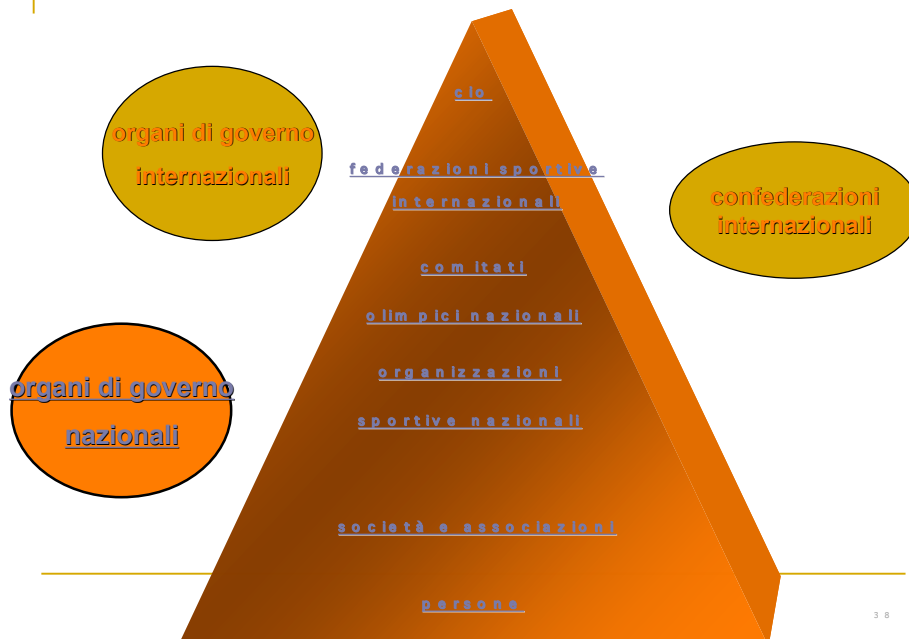 cio
organi di governo
internazionali
federazioni sportive
internazionali
confederazioni
internazionali
comitati
olimpici nazionali
organizzazioni
sportive nazionali
organi di governo
nazionali
società e associazioni
persone
38